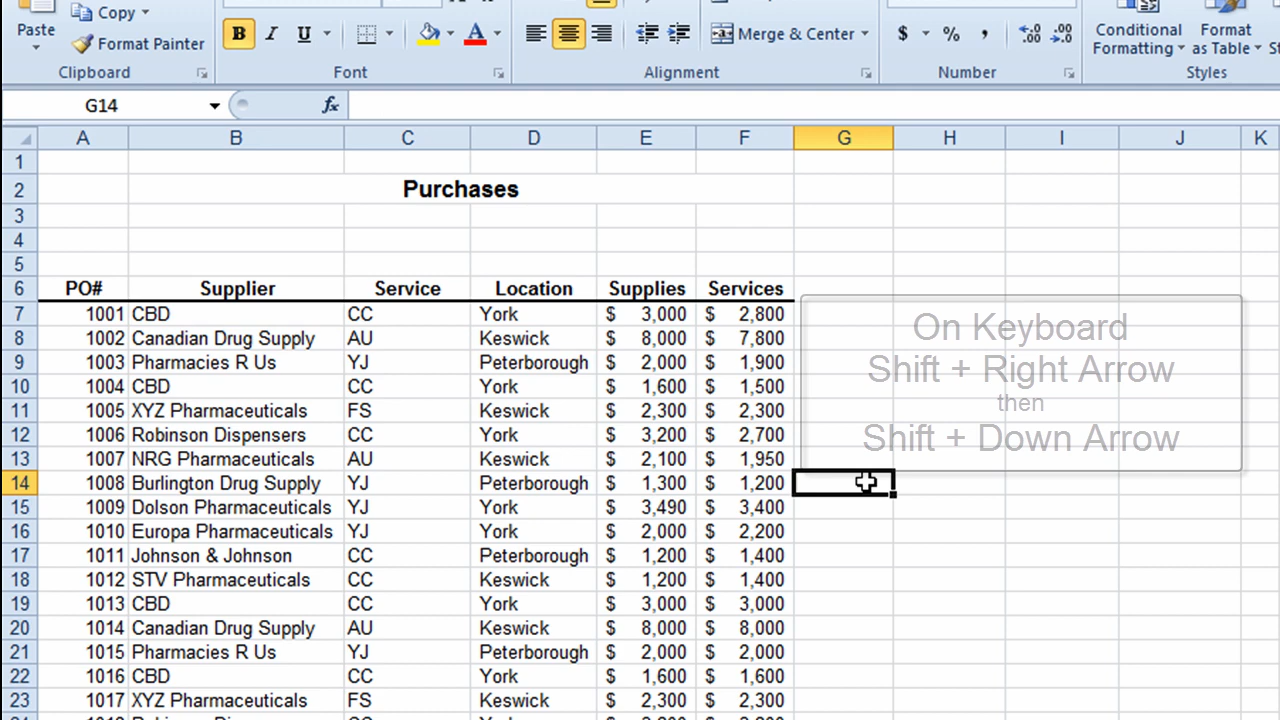 Paste Copy B I U $ % , Conditional Format
Format Painter Merge & Center Formatting as Table St
Clipboard Font Alignment Number Styles
G14 fx
A B C D E F G H I J K
1
2 Purchases
3
4
5
6 PO# Supplier Service Location Supplies Services
7 1001 CBD CC York $ 3,000 $ 2,800
8 1002 Canadian Drug Supply AU Keswick $ 8,000 $ 7,800
9 1003 Pharmacies R Us YJ Peterborough $ 2,000 $ 1,900
10 1004 CBD CC York $ 1,600 $ 1,500
11 1005 XYZ Pharmaceuticals FS Keswick $ 2,300 $ 2,300
12 1006 Robinson Dispensers CC York $ 3,200 $ 2,700
13 1007 NRG Pharmaceuticals AU Keswick $ 2,100 $ 1,950
14 1008 Burlington Drug Supply YJ Peterborough $ 1,300 $ 1,200
15 1009 Dolson Pharmaceuticals YJ York $ 3,490 $ 3,400
16 1010 Europa Pharmaceuticals YJ York $ 2,000 $ 2,200
17 1011 Johnson & Johnson CC Peterborough $ 1,200 $ 1,400
18 1012 STV Pharmaceuticals CC Keswick $ 1,200 $ 1,400
19 1013 CBD CC York $ 3,000 $ 3,000
20 1014 Canadian Drug Supply AU Keswick $ 8,000 $ 8,000
21 1015 Pharmacies R Us YJ Peterborough $ 2,000 $ 2,000
22 1016 CBD CC York $ 1,600 $ 1,600
23 1017 XYZ Pharmaceuticals FS Keswick $ 2,300 $ 2,300
On Keyboard
Shift + Right Arrow
then
Shift + Down Arrow